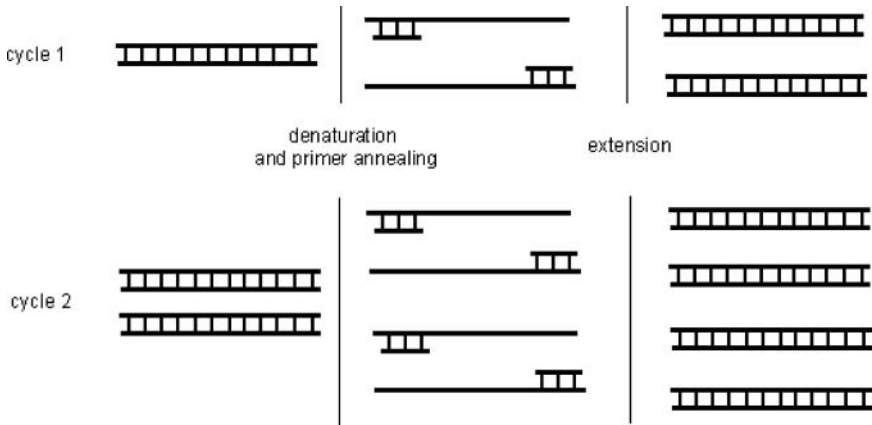 cycle 1
denaturation
and primer annealing
extension
cycle 2